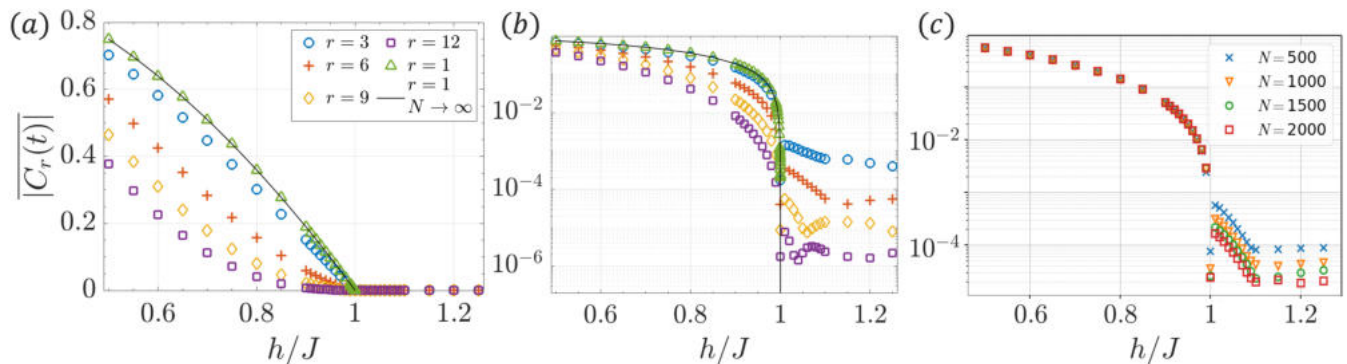 (a)
0.8
0.6
0.4
0.2
0
|C_r(t)|
r = 3
r = 6
r = 9
r = 12
r = 1
r = 1
N → ∞
0.6 0.8 1 1.2
h/J
(b)
10^{-2}
10^{-4}
10^{-6}
0.6 0.8 1 1.2
h/J
(c)
10^{-2}
10^{-4}
N = 500
N = 1000
N = 1500
N = 2000
0.6 0.8 1 1.2
h/J